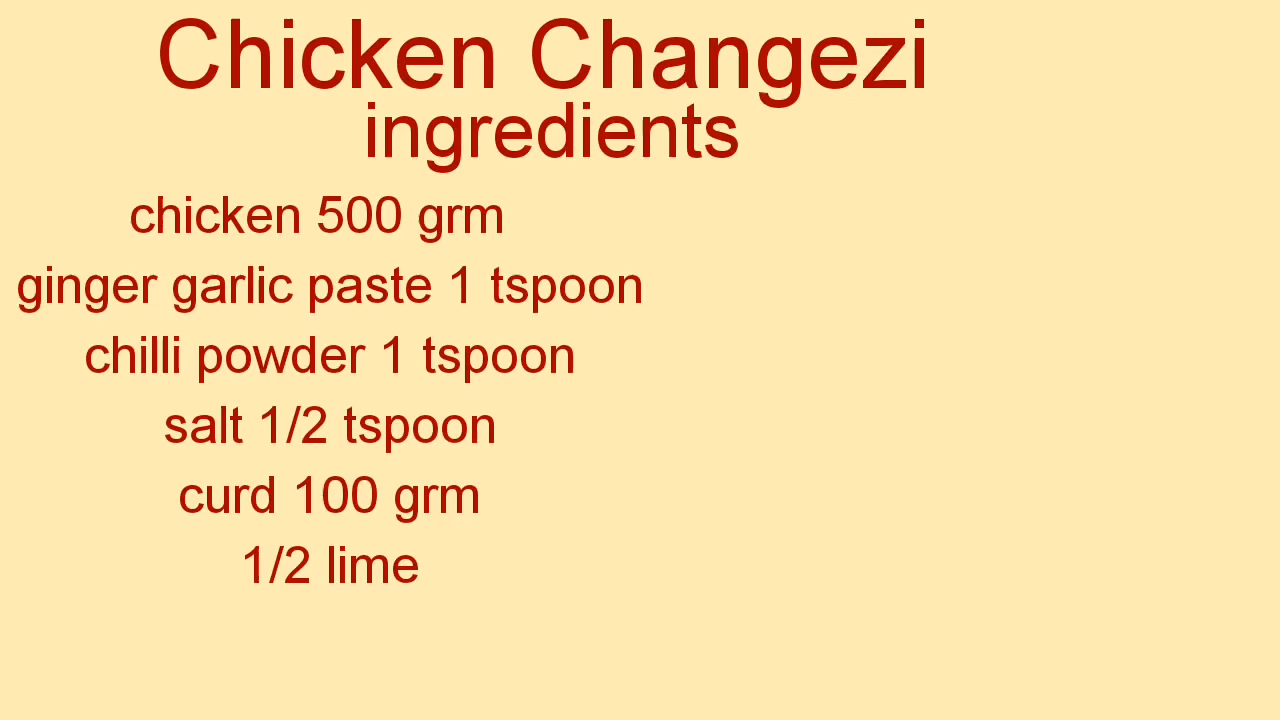 Chicken Changezi
ingredients
chicken 500 grm
ginger garlic paste 1 tspoon
chilli powder 1 tspoon
salt 1/2 tspoon
curd 100 grm
1/2 lime